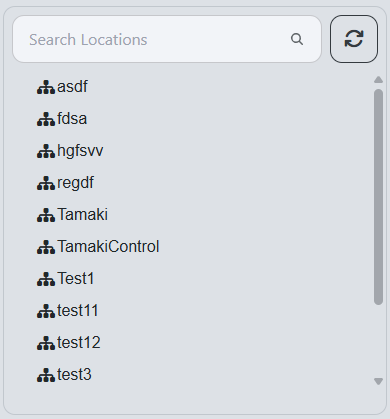 Search Locations
asdf
fdsa
hgfsvv
regdf
Tamaki
TamakiControl
Test1
test11
test12
test3